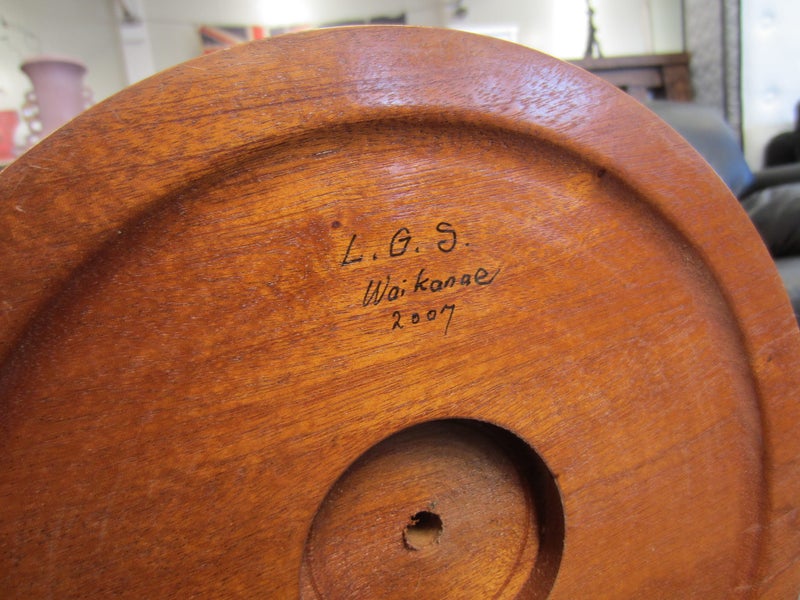 L. G. S.
Waikanae
2007